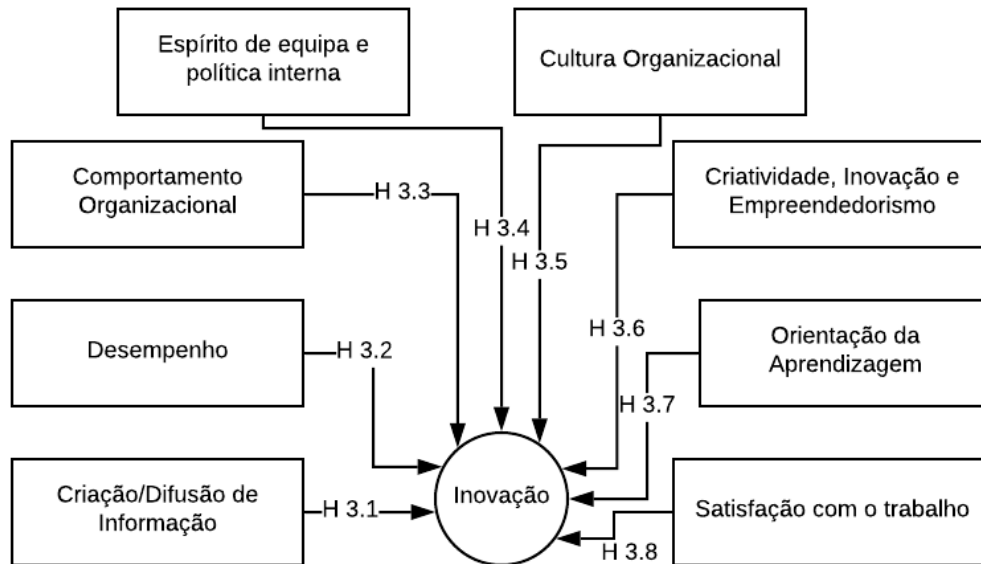 Espírito de equipa e
política interna
Cultura Organizacional
Comportamento
Organizacional
H 3.3
Criatividade, Inovação e
Empreendedorismo
H 3.4
H 3.5
Desempenho
H 3.2
H 3.6
Orientação da
Aprendizagem
H 3.7
Criação/Difusão de
Informação
H 3.1
Inovação
H 3.8
Satisfação com o trabalho